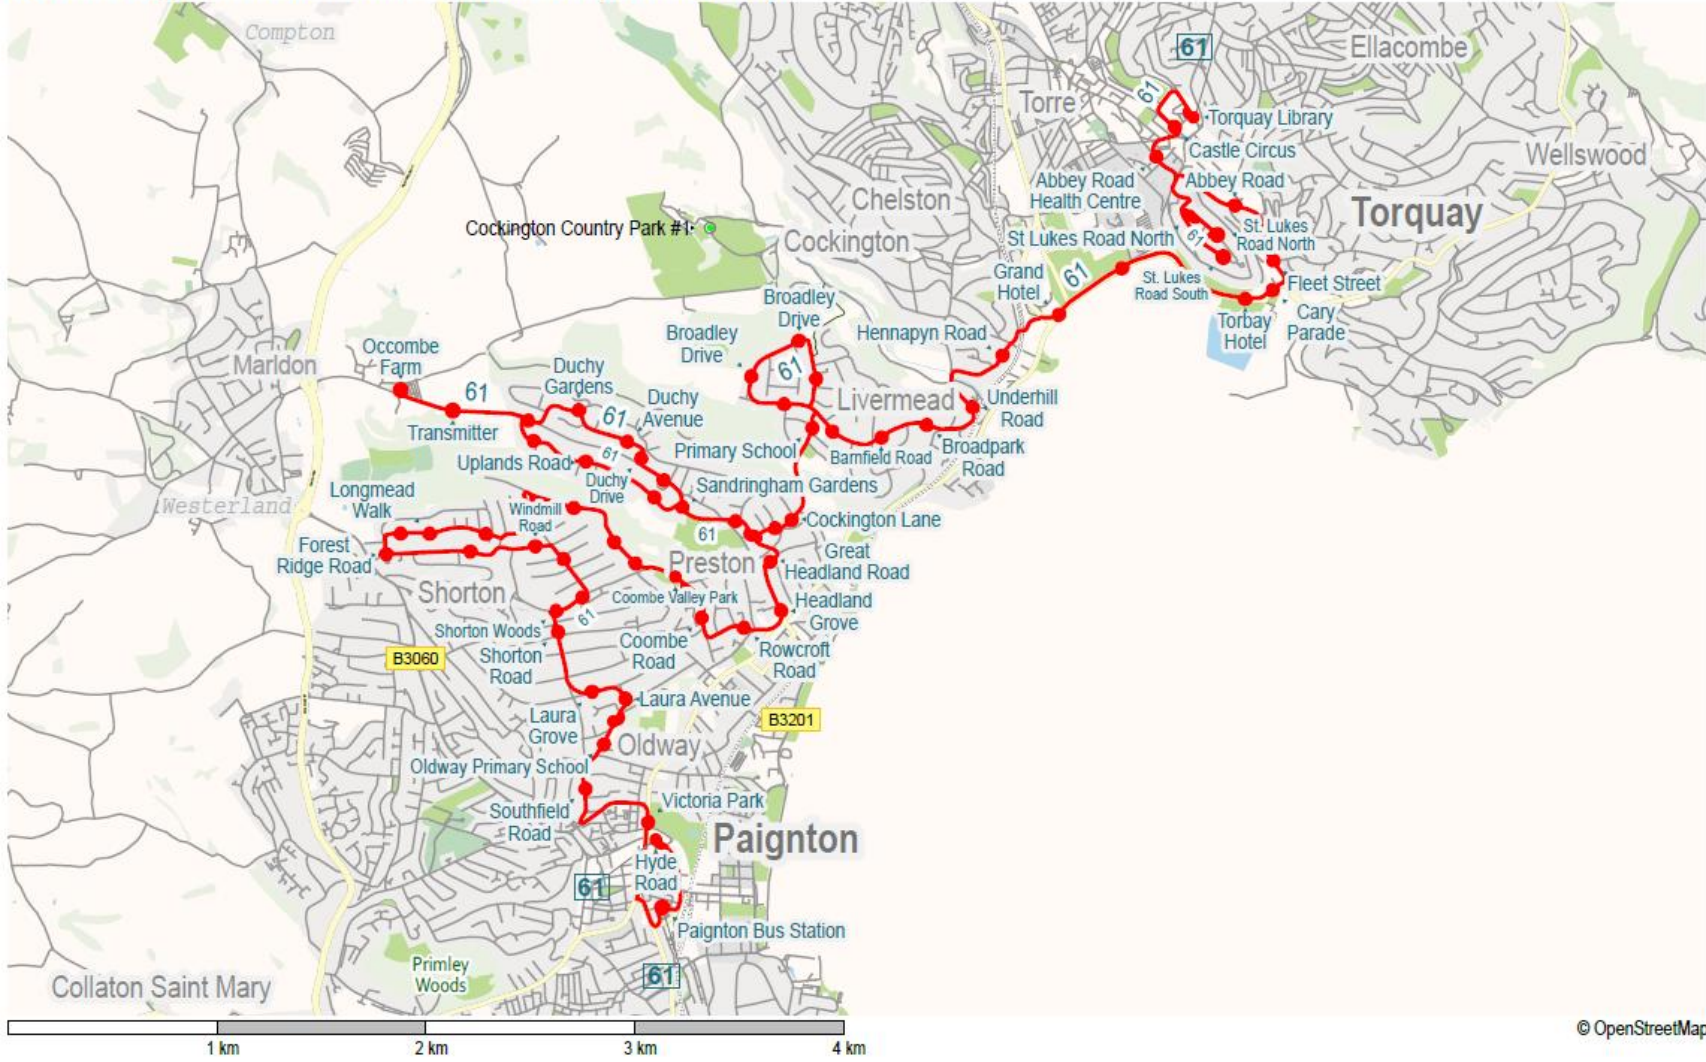 Compton
61
Ellacombe
61
Torre
Torquay Library
Castle Circus
Wellswood
Abbey Road
Health Centre
Abbey Road
Chelston
Torquay
Cockington Country Park #1
Cockington
St Lukes Road North
61
St. Lukes
Road North
Grand
Hotel
61
St. Lukes
Road South
Fleet Street
Broadley
Drive
Torbay
Hotel
Cary
Parade
Broadley
Drive
Hennapyn Road
Occombe
Farm
Marldon
Duchy
Gardens
61
61
Livermead
Underhill
Road
Duchy
Avenue
61
Transmitter
61
Primary School
Barnfield Road
Broadpark
Road
Uplands Road
Duchy
Drive
Sandringham Gardens
Longmead
Walk
Westerland
Windmill
Road
Cockington Lane
61
Forest
Ridge Road
Preston
Great
Headland Road
Shorton
Coombe Valley Park
Headland
Grove
61
Shorton Woods
Shorton
Road
Coombe
Road
Rowcroft
Road
B3060
Laura Avenue
Laura
Grove
B3201
Oldway
Oldway Primary School
Southfield
Road
Victoria Park
Paignton
Hyde
Road
61
Paignton Bus Station
Primley
Woods
61
Collaton Saint Mary
1 km
2 km
3 km
4 km
© OpenStreetMap